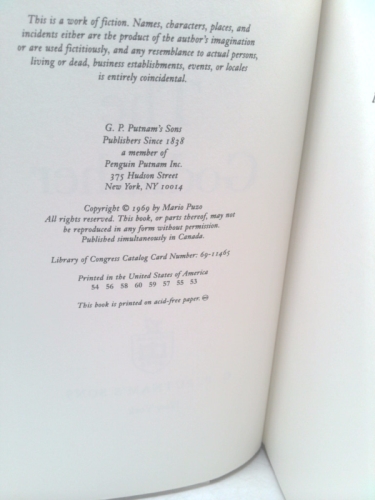 This is a work of fiction. Names, characters, places, and
incidents either are the product of the author's imagination
or are used fictitiously, and any resemblance to actual persons,
living or dead, business establishments, events, or locales
is entirely coincidental.
G. P. Putnam's Sons
Publishers Since 1838
a member of
Penguin Putnam Inc.
375 Hudson Street
New York, NY 10014
Copyright © 1969 by Mario Puzo
All rights reserved. This book, or parts thereof, may not
be reproduced in any form without permission.
Published simultaneously in Canada.
Library of Congress Catalog Card Number: 69-11465
Printed in the United States of America
54 56 58 60 59 57 55 53
This book is printed on acid-free paper. ♾